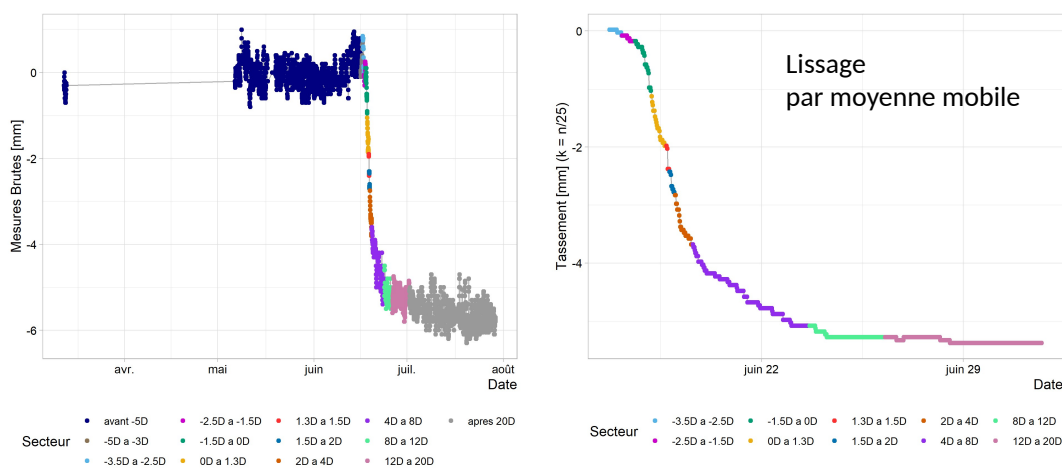 0
-2
-4
-6
Mesures Brutes [mm]
avr.
mai
juin
juil.
août
Date
Secteur
avant -5D
-5D a -3D
-3.5D a -2.5D
-2.5D a -1.5D
-1.5D a 0D
0D a 1.3D
1.3D a 1.5D
1.5D a 2D
2D a 4D
4D a 8D
8D a 12D
12D a 20D
apres 20D
0
-2
-4
Tassement [mm] (k = n/25)
Lissage
par moyenne mobile
juin 22
juin 29
Date
Secteur
-3.5D a -2.5D
-2.5D a -1.5D
-1.5D a 0D
0D a 1.3D
1.3D a 1.5D
1.5D a 2D
2D a 4D
4D a 8D
8D a 12D
12D a 20D